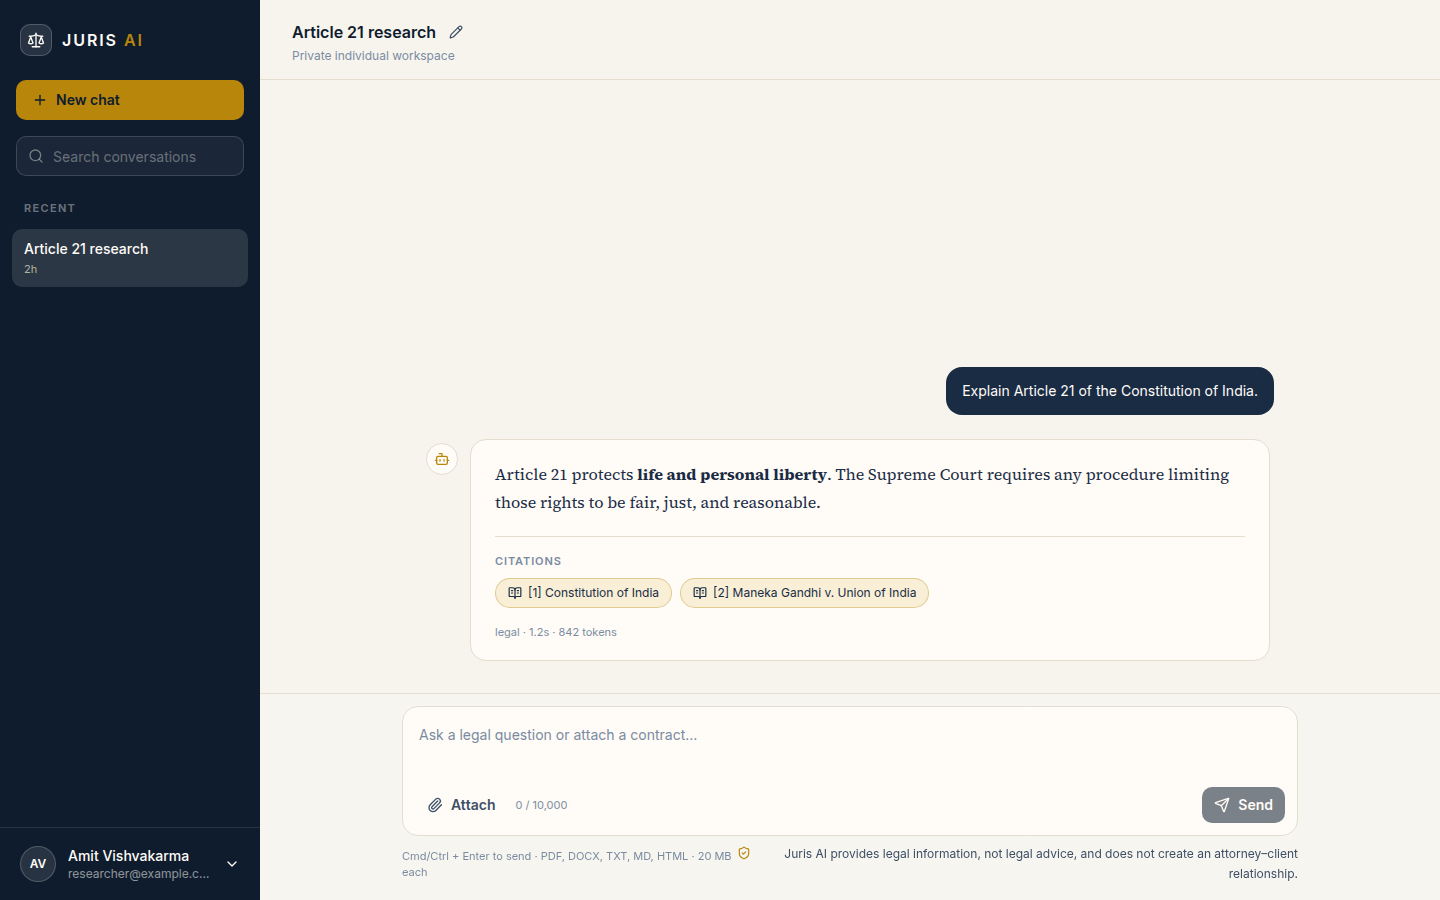 JURIS AI
New chat
Search conversations
RECENT
Article 21 research
2h
AV
Amit Vishvakarma
researcher@example.c...
Article 21 research
Private individual workspace
Explain Article 21 of the Constitution of India.
Article 21 protects life and personal liberty. The Supreme Court requires any procedure limiting
those rights to be fair, just, and reasonable.
CITATIONS
[1] Constitution of India
[2] Maneka Gandhi v. Union of India
legal · 1.2s · 842 tokens
Ask a legal question or attach a contract...
Attach
0 / 10,000
Send
Cmd/Ctrl + Enter to send · PDF, DOCX, TXT, MD, HTML · 20 MB
each
Juris AI provides legal information, not legal advice, and does not create an attorney–client
relationship.